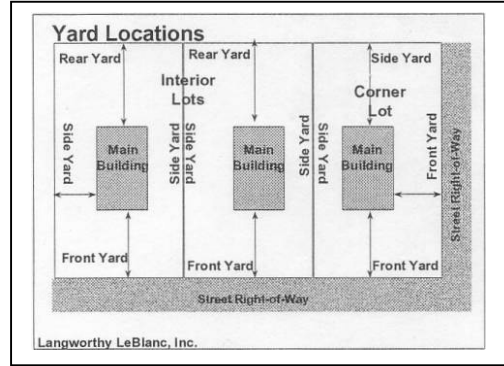 Yard Locations
Rear Yard
Rear Yard
Side Yard
Interior
Lots
Corner
Lot
Side Yard
Main
Building
Side Yard
Side Yard
Main
Building
Side Yard
Side Yard
Main
Building
Front Yard
Street Right-of-Way
Front Yard
Front Yard
Front Yard
Street Right-of-Way
Langworthy LeBlanc, Inc.